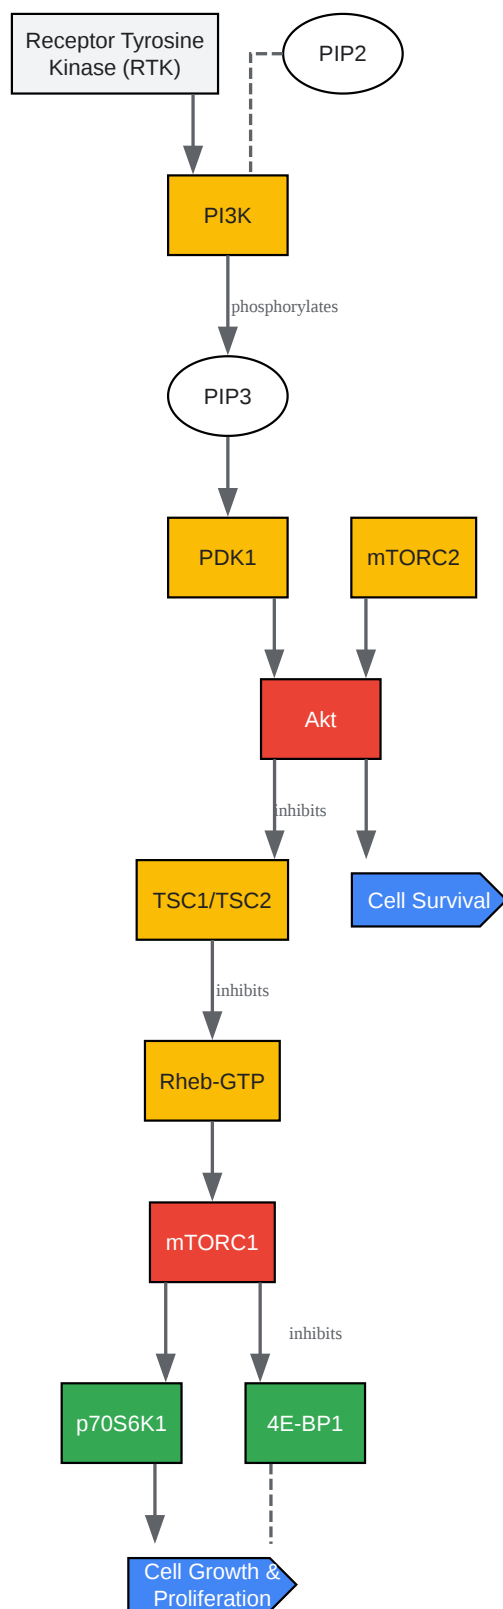 Receptor Tyrosine
Kinase (RTK)
PIP2
PI3K
phosphorylates
PIP3
PDK1
mTORC2
Akt
inhibits
TSC1/TSC2
Cell Survival
inhibits
Rheb-GTP
mTORC1
inhibits
p70S6K1
4E-BP1
Cell Growth &
Proliferation